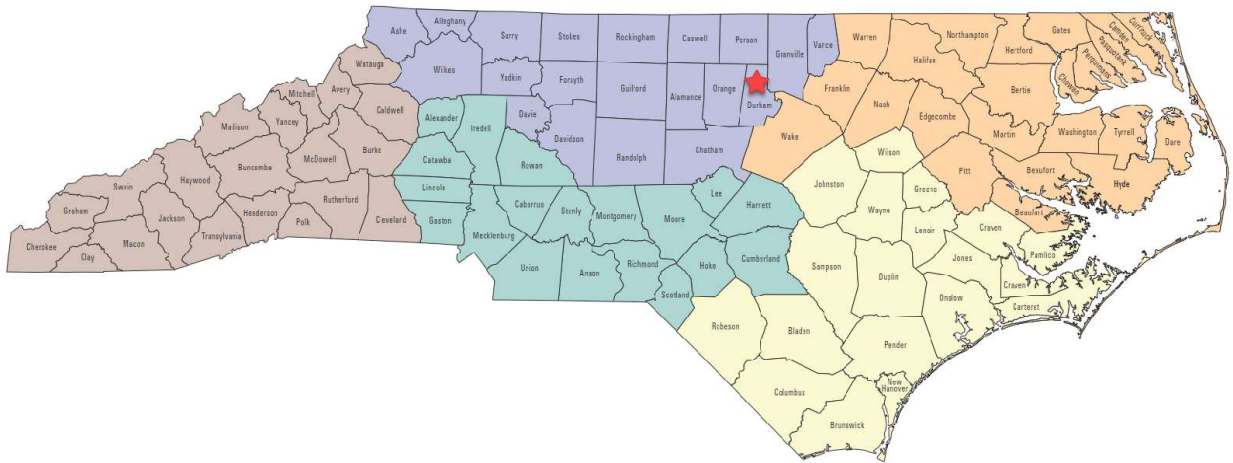 Ashe
Alleghany
Surry
Stokes
Rockingham
Caswell
Person
Granville
Varce
Warren
Northampton
Gates
Hertford
Camden
Currituck
Pasquotank
Perquimans
Chowan
Halifax
Bertie
Watauga
Wilkes
Yadkin
Forsyth
Guilford
Alamance
Orange
Durham
Franklin
Nash
Edgecombe
Martin
Washington
Tyrrell
Dare
Mitchell
Avery
Caldwell
Alexander
Iredell
Davie
Davidson
Randolph
Chatham
Wake
Wilson
Pitt
Beaufort
Hyde
Madison
Yancey
McDowell
Burke
Catawba
Rowan
Lee
Harrett
Johnston
Greene
Wayne
Beaufort
Swain
Haywood
Buncombe
Rutherford
Lincoln
Cabarrus
Stanly
Montgomery
Moore
Lenoir
Craven
Pamlico
Graham
Jackson
Henderson
Polk
Cleveland
Gaston
Mecklenburg
Cherokee
Clay
Macon
Transylvania
Union
Anson
Richmond
Hoke
Cumberland
Scotland
Sampson
Duplin
Jones
Craven
Carteret
Onslow
Robeson
Bladen
Pender
Columbus
New
Hanover
Brunswick